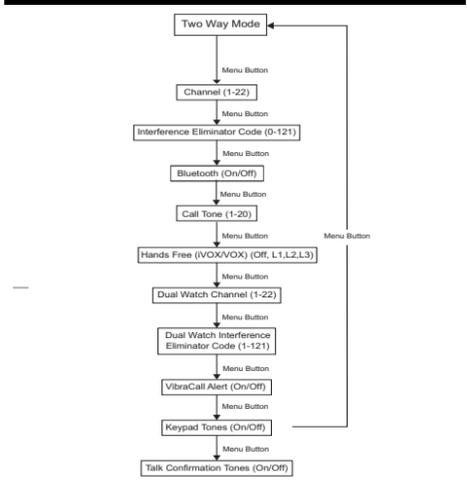 Two Way Mode
Menu Button
Channel (1-22)
Menu Button
Interference Eliminator Code (0-121)
Menu Button
Bluetooth (On/Off)
Menu Button
Call Tone (1-20)
Menu Button
Menu Button
Hands Free (iVOX/VOX) (Off, L1,L2,L3)
Menu Button
Dual Watch Channel (1-22)
Menu Button
Dual Watch Interference
Eliminator Code (1-121)
Menu Button
VibraCall Alert (On/Off)
Menu Button
Keypad Tones (On/Off)
Menu Button
Talk Confirmation Tones (On/Off)